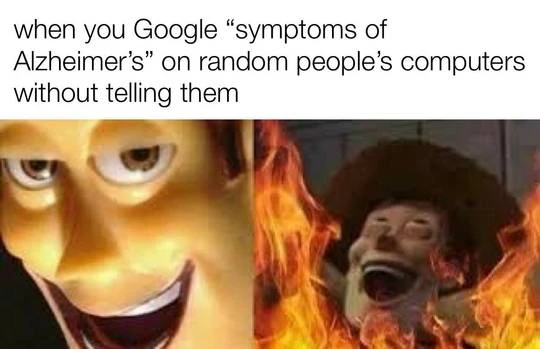 when you Google “symptoms of
Alzheimer’s” on random people’s computers
without telling them